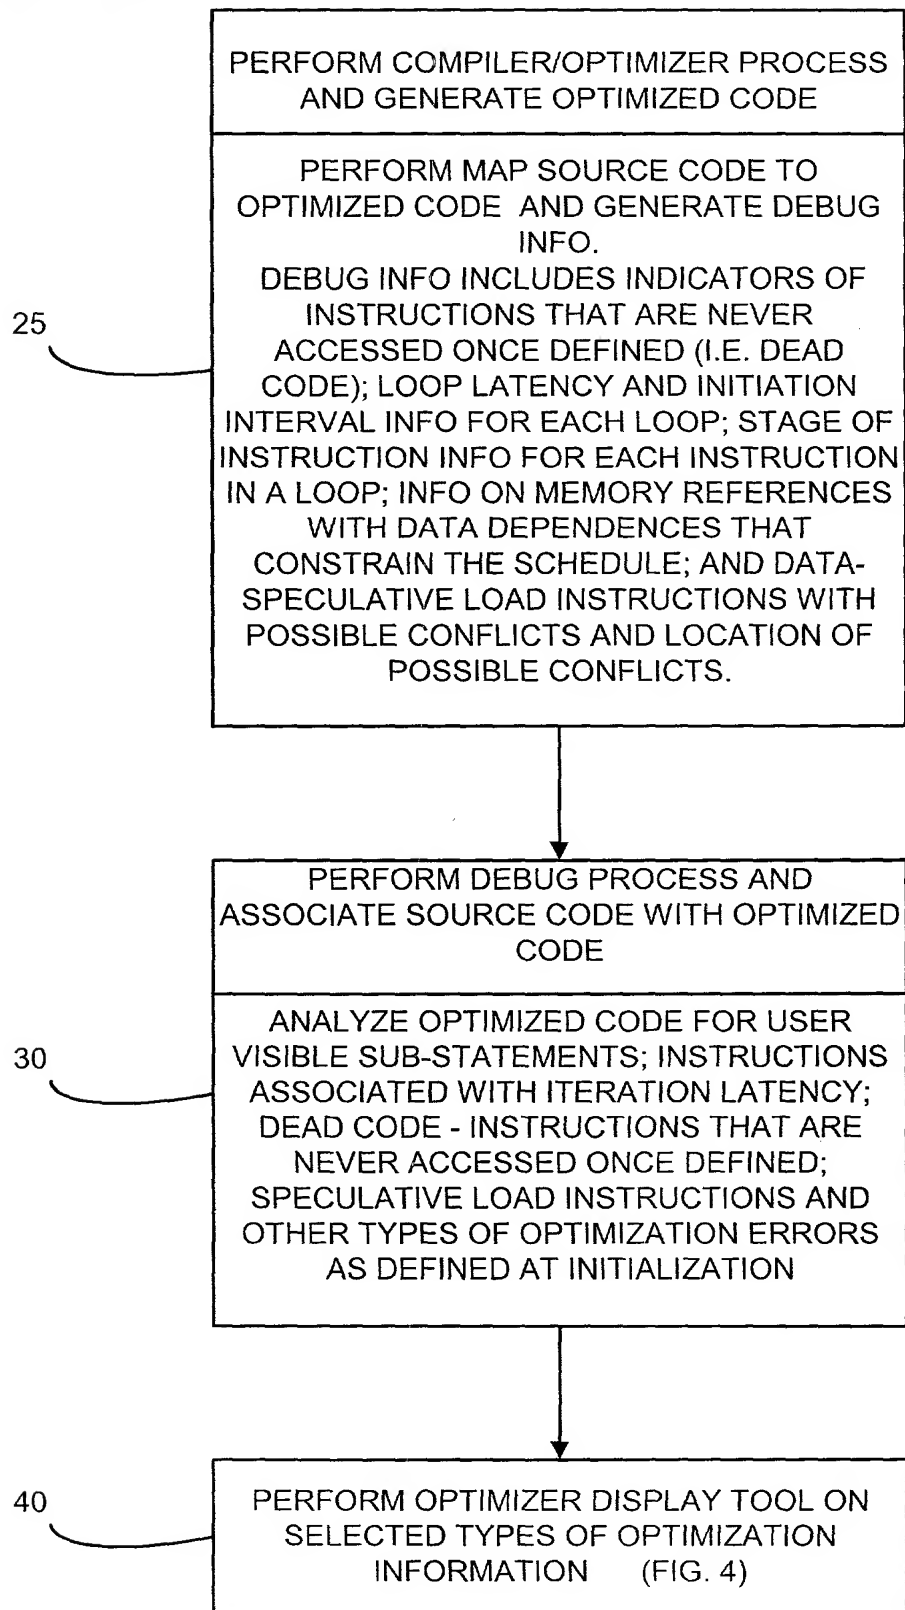 PERFORM COMPILER/OPTIMIZER PROCESS
AND GENERATE OPTIMIZED CODE
PERFORM MAP SOURCE CODE TO
OPTIMIZED CODE AND GENERATE DEBUG
INFO.
DEBUG INFO INCLUDES INDICATORS OF
INSTRUCTIONS THAT ARE NEVER
ACCESSED ONCE DEFINED (I.E. DEAD
CODE); LOOP LATENCY AND INITIATION
INTERVAL INFO FOR EACH LOOP; STAGE OF
INSTRUCTION INFO FOR EACH INSTRUCTION
IN A LOOP; INFO ON MEMORY REFERENCES
WITH DATA DEPENDENCES THAT
CONSTRAIN THE SCHEDULE; AND DATA-
SPECULATIVE LOAD INSTRUCTIONS WITH
POSSIBLE CONFLICTS AND LOCATION OF
POSSIBLE CONFLICTS.
25
PERFORM DEBUG PROCESS AND
ASSOCIATE SOURCE CODE WITH OPTIMIZED
CODE
ANALYZE OPTIMIZED CODE FOR USER
VISIBLE SUB-STATEMENTS; INSTRUCTIONS
ASSOCIATED WITH ITERATION LATENCY;
DEAD CODE - INSTRUCTIONS THAT ARE
NEVER ACCESSED ONCE DEFINED;
SPECULATIVE LOAD INSTRUCTIONS AND
OTHER TYPES OF OPTIMIZATION ERRORS
AS DEFINED AT INITIALIZATION
30
PERFORM OPTIMIZER DISPLAY TOOL ON
SELECTED TYPES OF OPTIMIZATION
INFORMATION (FIG. 4)
40